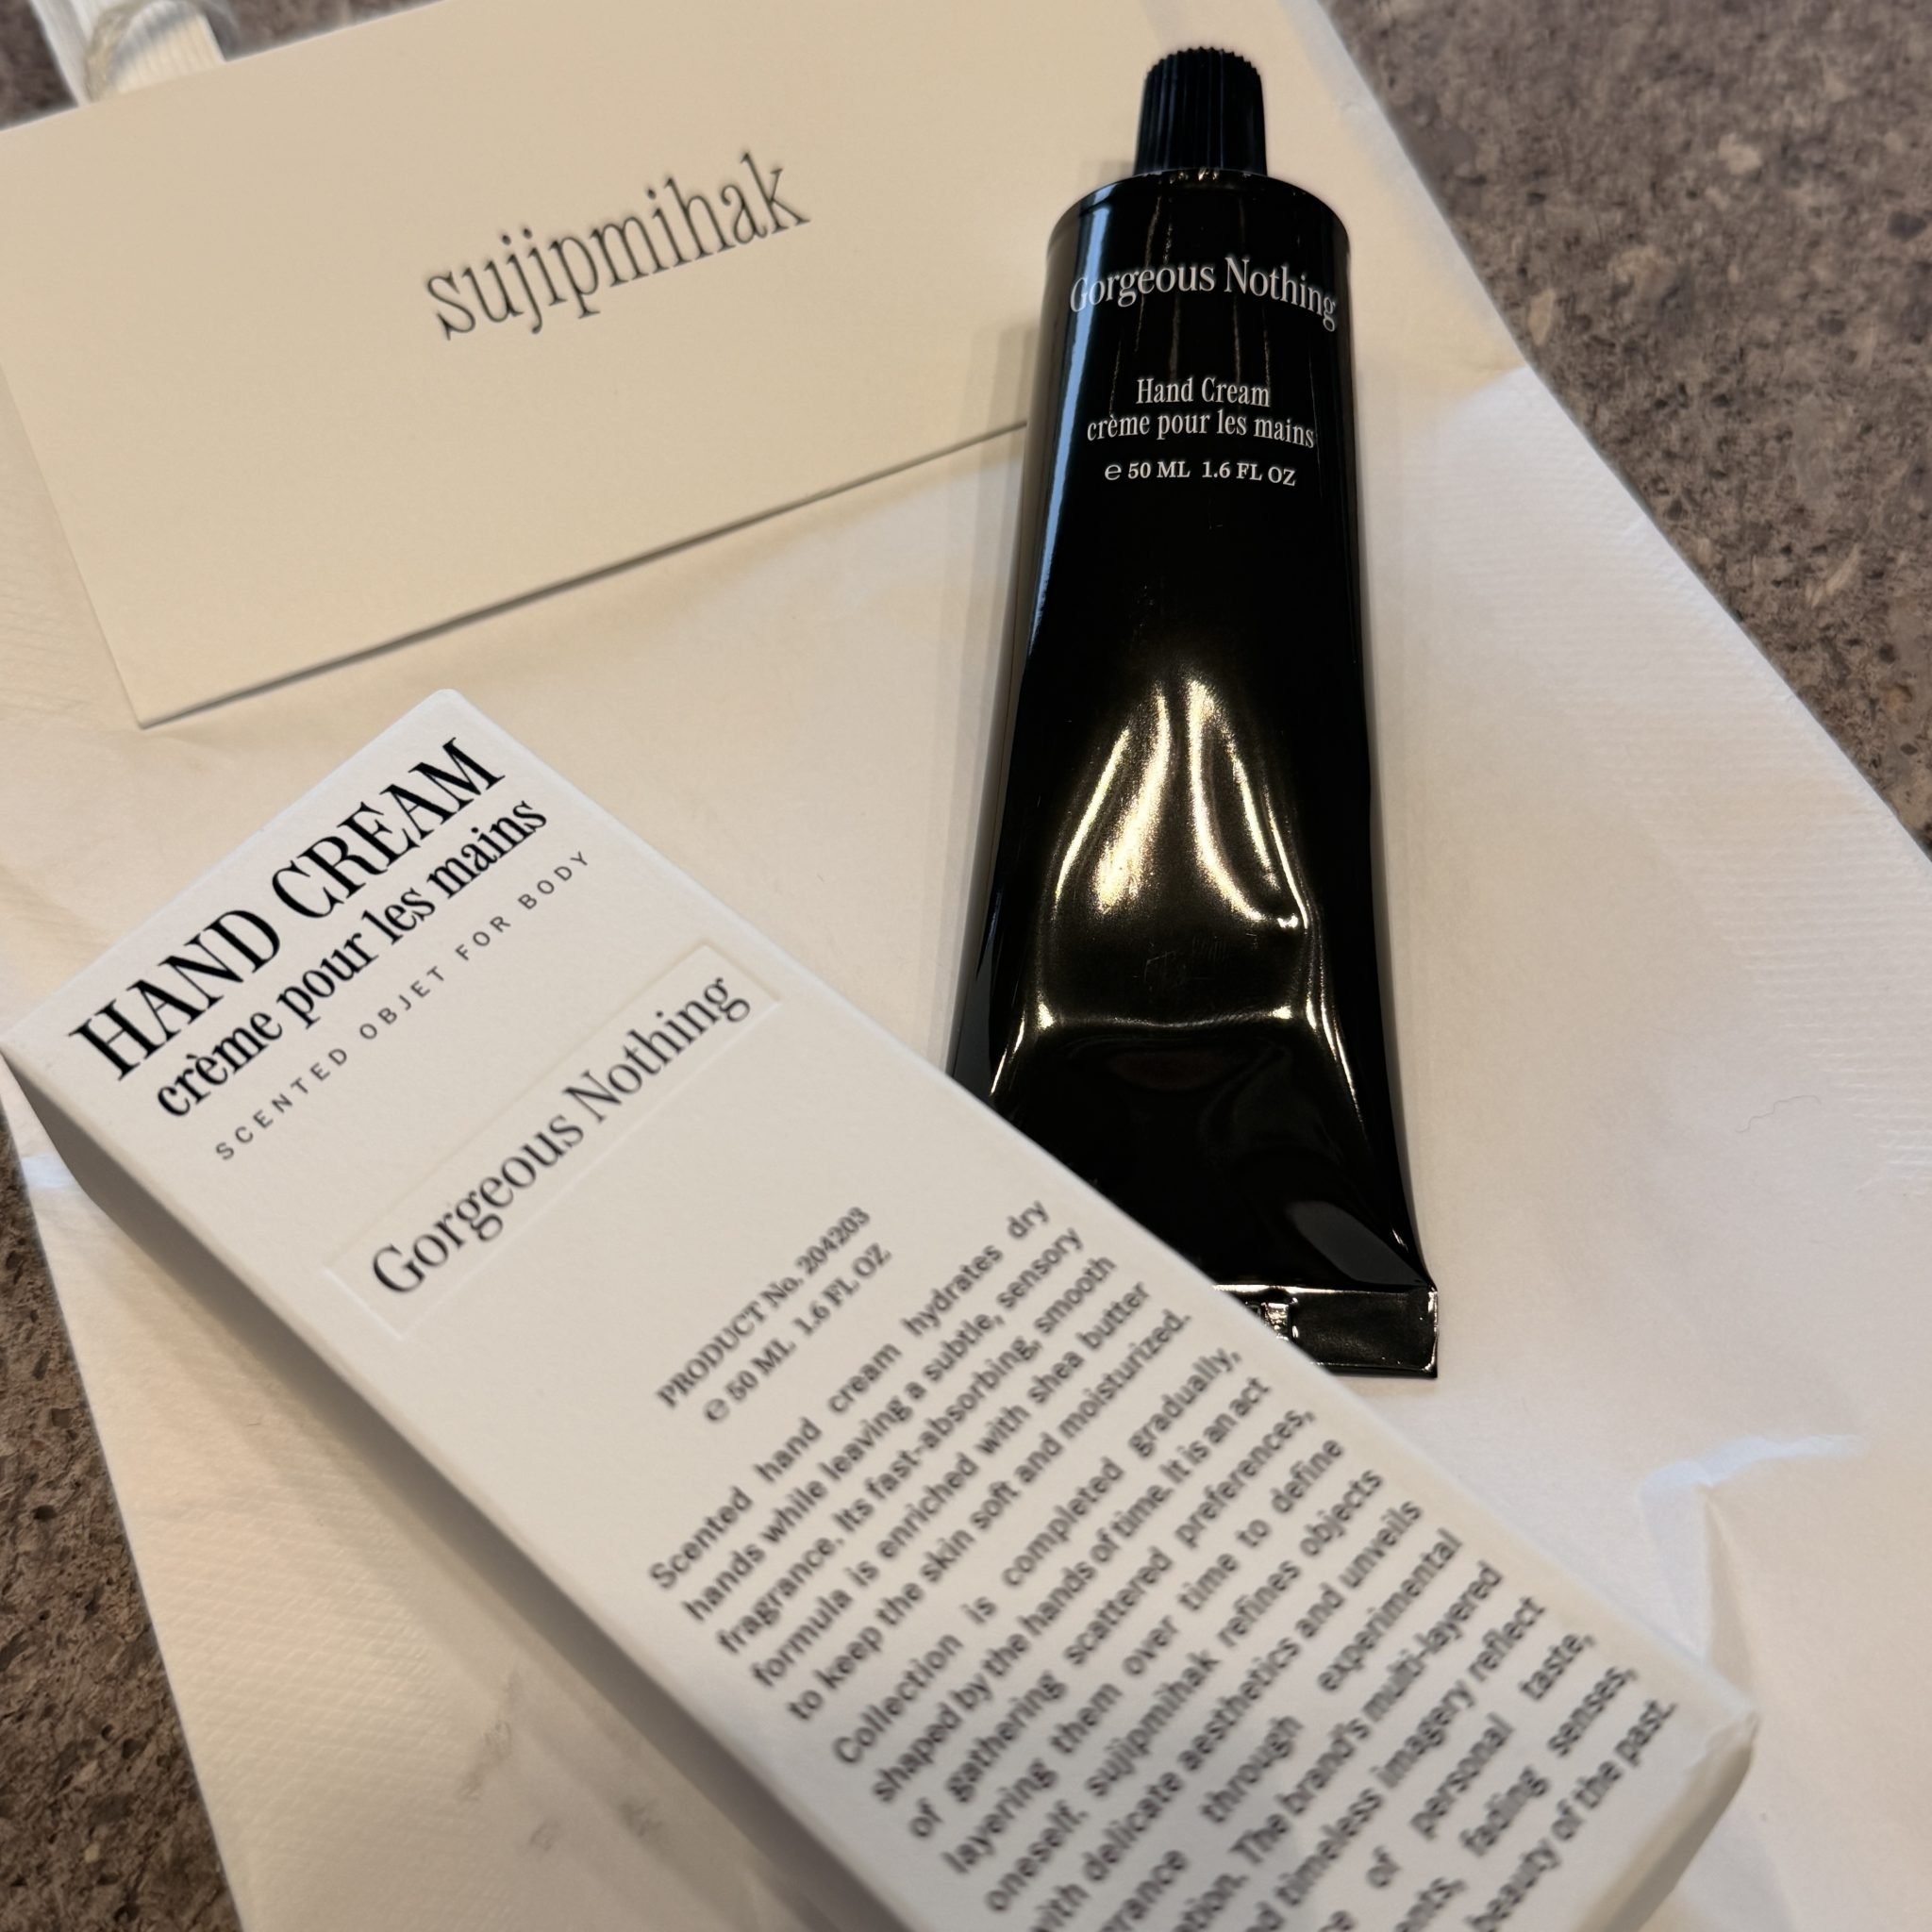 sujipmihak
Gorgeous Nothing
Hand Cream
crème pour les mains
℮ 50 ML 1.6 FL OZ
HAND CREAM
crème pour les mains
SCENTED OBJET FOR BODY
Gorgeous Nothing
PRODUCT No. 204203
℮ 50 ML 1.6 FL OZ
Scented hand cream hydrates dry
hands while leaving a subtle, sensory
fragrance. Its fast-absorbing, smooth
formula is enriched with shea butter
to keep the skin soft and moisturized.
Collection is completed gradually,
shaped by the hands of time. It is an act
of gathering scattered preferences,
layering them over time to define
oneself. sujipmihak refines objects
with delicate aesthetics and unveils
through experimental
The brand's multi-layered
timeless imagery reflect
of personal taste,
fading senses,
beauty of the past.